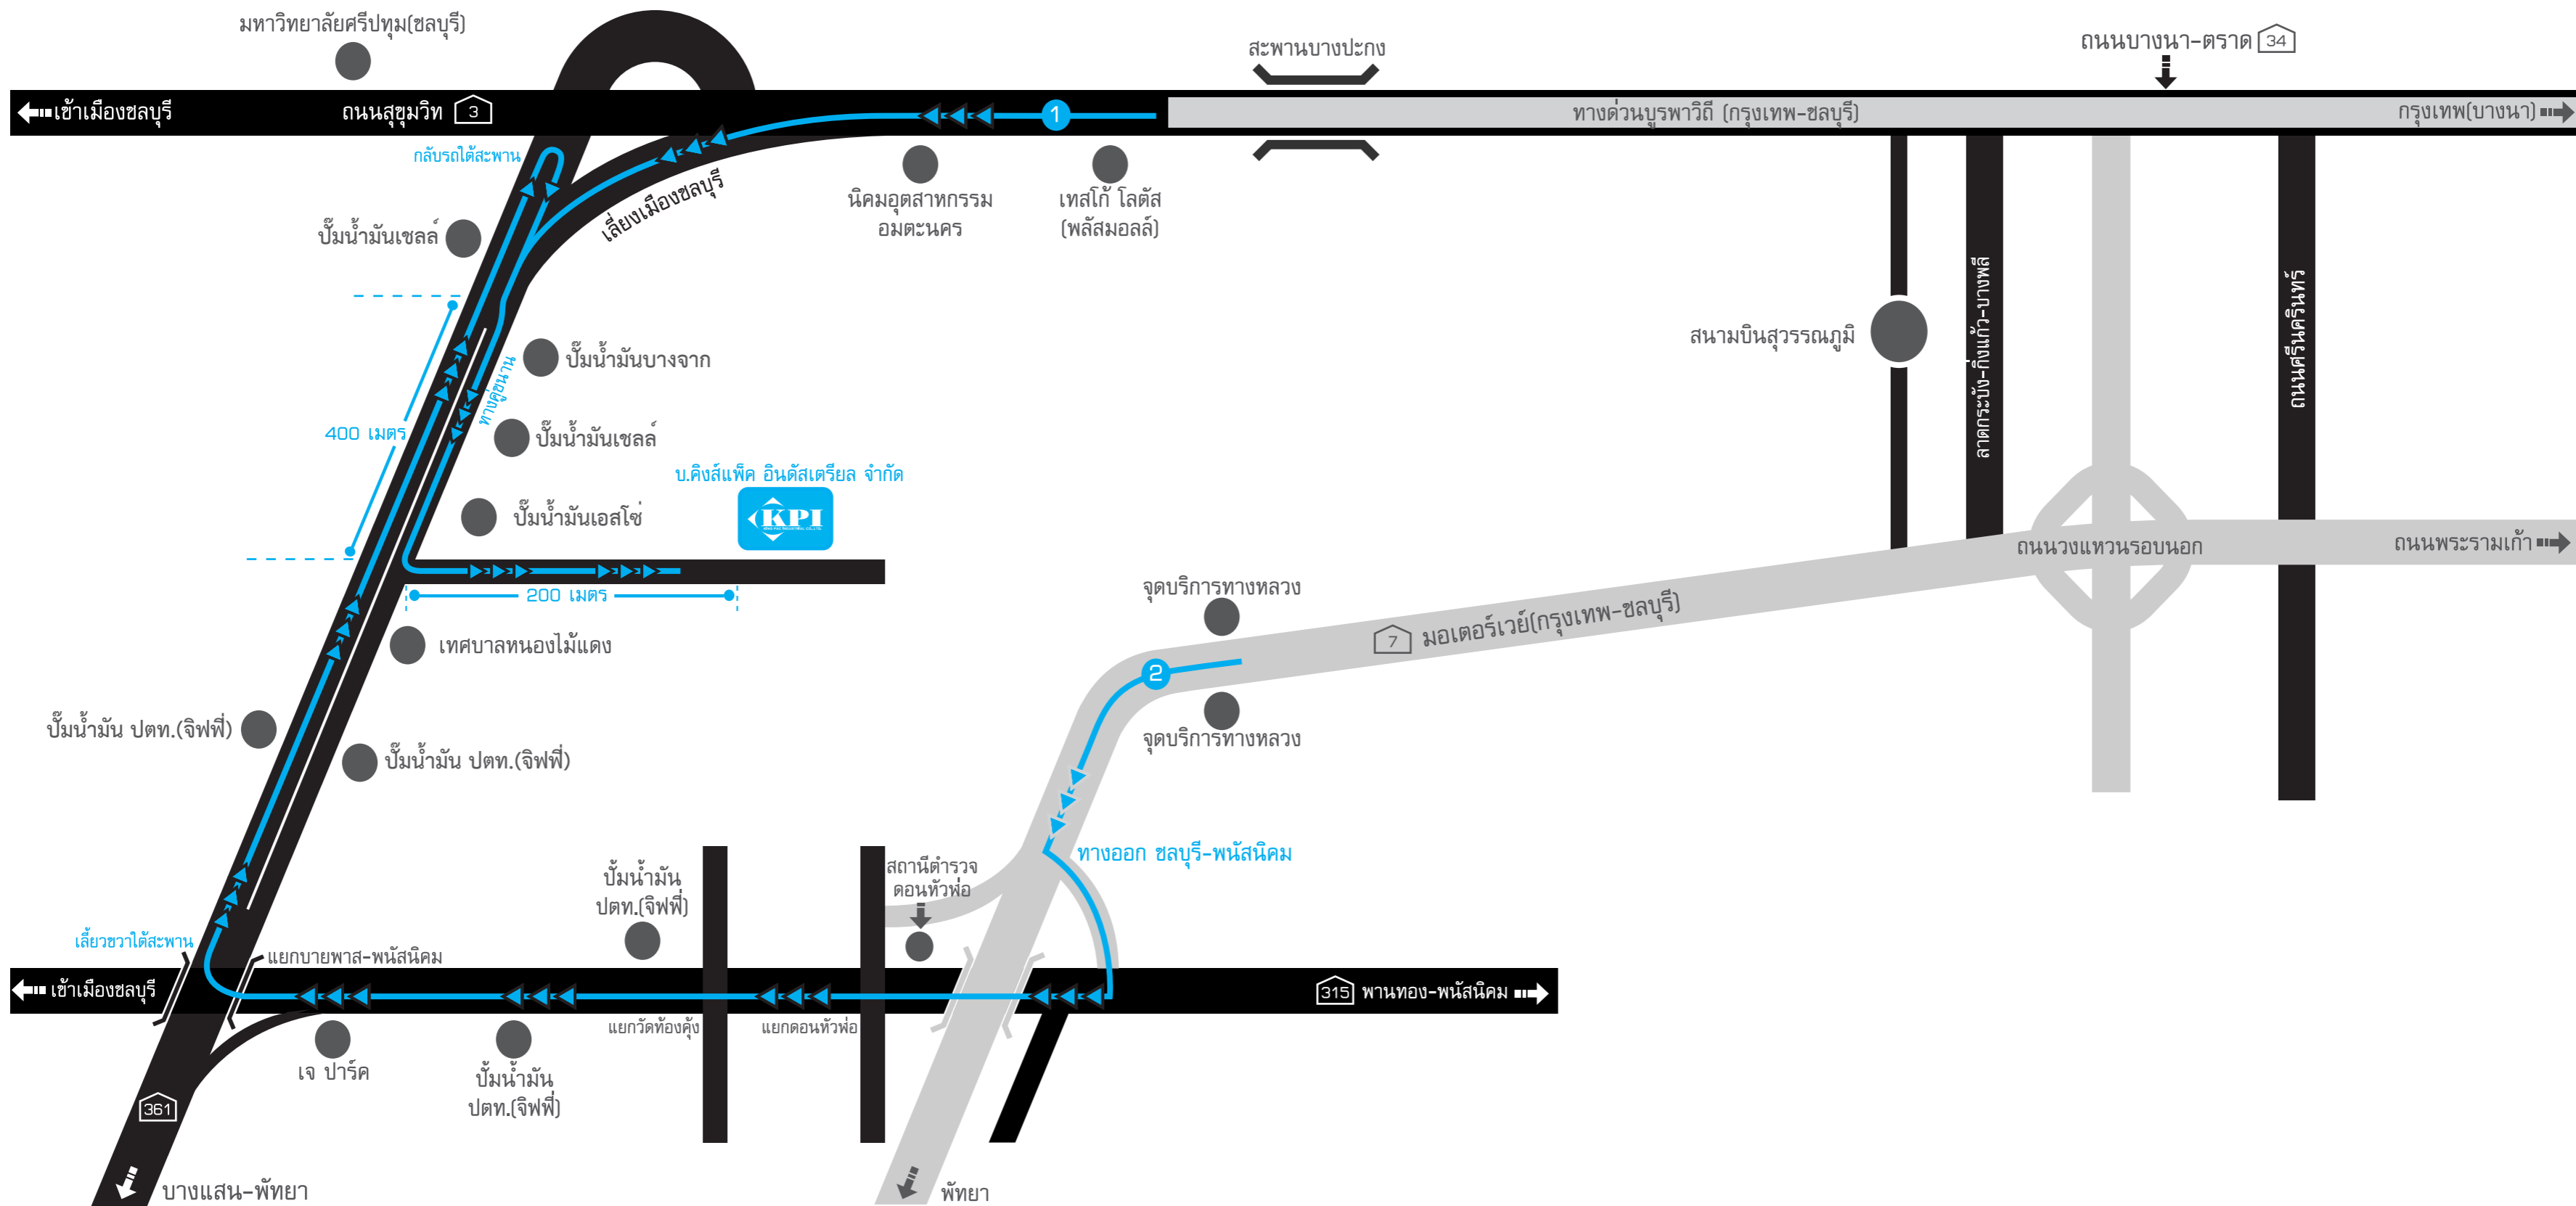 มหาวิทยาลัยศรีปทุม(ชลบุรี)
สะพานบางปะกง
ถนนบางนา-ตราด 34
เข้าเมืองชลบุรี
ถนนสุขุมวิท 3
1
ทางด่วนบูรพาวิถี (กรุงเทพ-ชลบุรี)
กรุงเทพ(บางนา)
กลับรถใต้สะพาน
เลี่ยงเมืองชลบุรี
นิคมอุตสาหกรรม
อมตะนคร
เทสโก้ โลตัส
(พลัสมอลล์)
ปั๊มน้ำมันเชลล์
ลาดกระบัง-กิ่งแก้ว-บางพลี
ถนนศรีนครินทร์
สนามบินสุวรรณภูมิ
ปั๊มน้ำมันบางจาก
ทางคู่ขนาน
400 เมตร
ปั๊มน้ำมันเชลล์
บ.คิงส์แพ็ค อินดัสเตรียล จำกัด
KPI
ปั๊มน้ำมันเอสโซ่
ถนนวงแหวนรอบนอก
ถนนพระรามเก้า
200 เมตร
จุดบริการทางหลวง
7 มอเตอร์เวย์(กรุงเทพ-ชลบุรี)
เทศบาลหนองไม้แดง
2
จุดบริการทางหลวง
ปั๊มน้ำมัน ปตท.(จิฟฟี่)
ปั๊มน้ำมัน ปตท.(จิฟฟี่)
ทางออก ชลบุรี-พนัสนิคม
ปั้มน้ำมัน
ปตท.(จิฟฟี่)
สถานีตำรวจ
ดอนหัวฬ่อ
เลี้ยวขวาใต้สะพาน
แยกบายพาส-พนัสนิคม
เข้าเมืองชลบุรี
315 พานทอง-พนัสนิคม
แยกวัดท้องคุ้ง
แยกดอนหัวฬ่อ
เจ ปาร์ค
ปั้มน้ำมัน
ปตท.(จิฟฟี่)
361
บางแสน-พัทยา
พัทยา